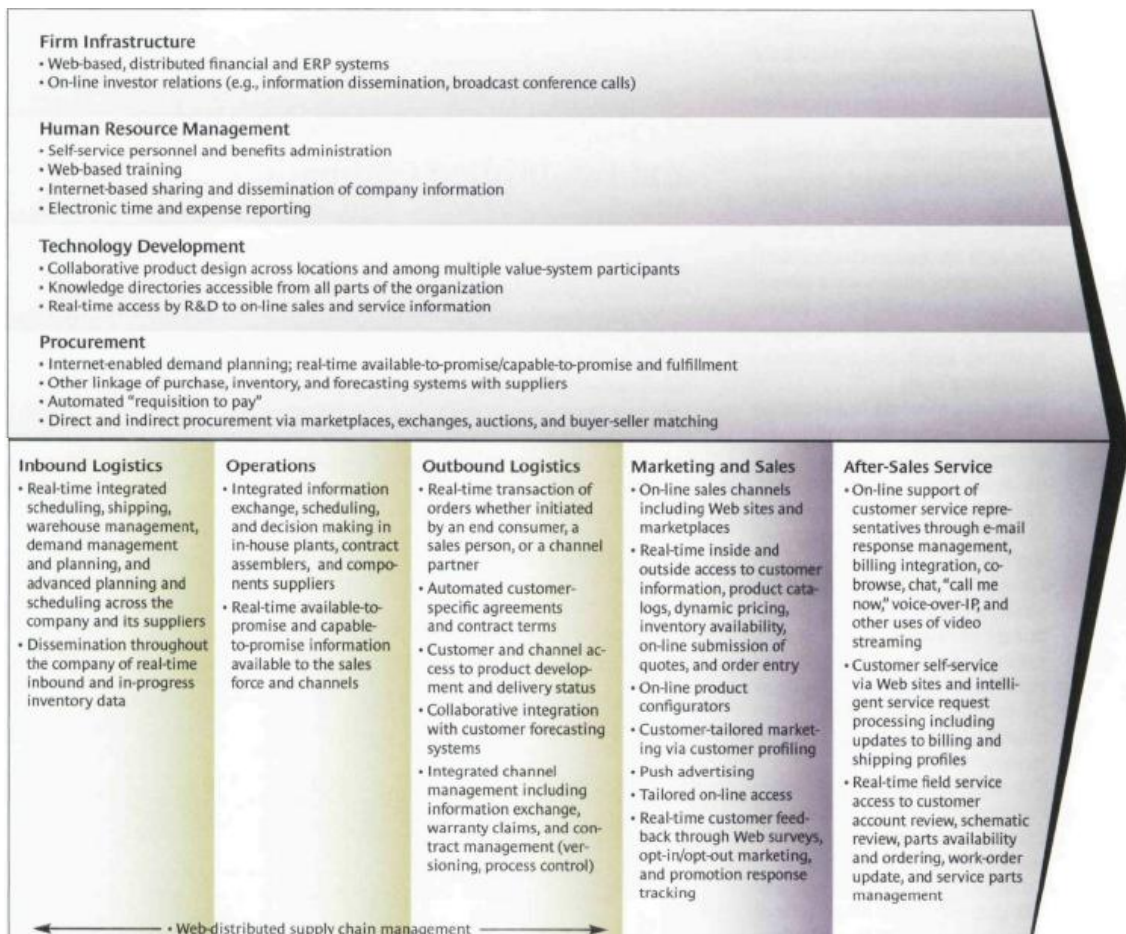 Firm Infrastructure
• Web-based, distributed financial and ERP systems
• On-line investor relations (e.g., information dissemination, broadcast conference calls)
Human Resource Management
• Self-service personnel and benefits administration
• Web-based training
• Internet-based sharing and dissemination of company information
• Electronic time and expense reporting
Technology Development
• Collaborative product design across locations and among multiple value-system participants
• Knowledge directories accessible from all parts of the organization
• Real-time access by R&D to on-line sales and service information
Procurement
• Internet-enabled demand planning; real-time available-to-promise/capable-to-promise and fulfillment
• Other linkage of purchase, inventory, and forecasting systems with suppliers
• Automated “requisition to pay”
• Direct and indirect procurement via marketplaces, exchanges, auctions, and buyer-seller matching
Inbound Logistics
• Real-time integrated
scheduling, shipping,
warehouse management,
demand management
and planning, and
advanced planning and
scheduling across the
company and its suppliers
• Dissemination throughout
the company of real-time
inbound and in-progress
inventory data
Operations
• Integrated information
exchange, scheduling,
and decision making in
in-house plants, contract
assemblers, and compo-
nents suppliers
• Real-time available-to-
promise and capable-
to-promise information
available to the sales
force and channels
Outbound Logistics
• Real-time transaction of
orders whether initiated
by an end consumer, a
sales person, or a channel
partner
• Automated customer-
specific agreements
and contract terms
• Customer and channel ac-
cess to product develop-
ment and delivery status
• Collaborative integration
with customer forecasting
systems
• Integrated channel
management including
information exchange,
warranty claims, and con-
tract management (ver-
sioning, process control)
Marketing and Sales
• On-line sales channels
including Web sites and
marketplaces
• Real-time inside and
outside access to customer
information, product cata-
logs, dynamic pricing,
inventory availability,
on-line submission of
quotes, and order entry
• On-line product
configurators
• Customer-tailored market-
ing via customer profiling
• Push advertising
• Tailored on-line access
• Real-time customer feed-
back through Web surveys,
opt-in/opt-out marketing,
and promotion response
tracking
After-Sales Service
• On-line support of
customer service repre-
sentatives through e-mail
response management,
billing integration, co-
browse, chat, “call me
now,” voice-over-IP, and
other uses of video
streaming
• Customer self-service
via Web sites and intelli-
gent service request
processing including
updates to billing and
shipping profiles
• Real-time field service
access to customer
account review, schematic
review, parts availability
and ordering, work-order
update, and service parts
management
• Web-distributed supply chain management